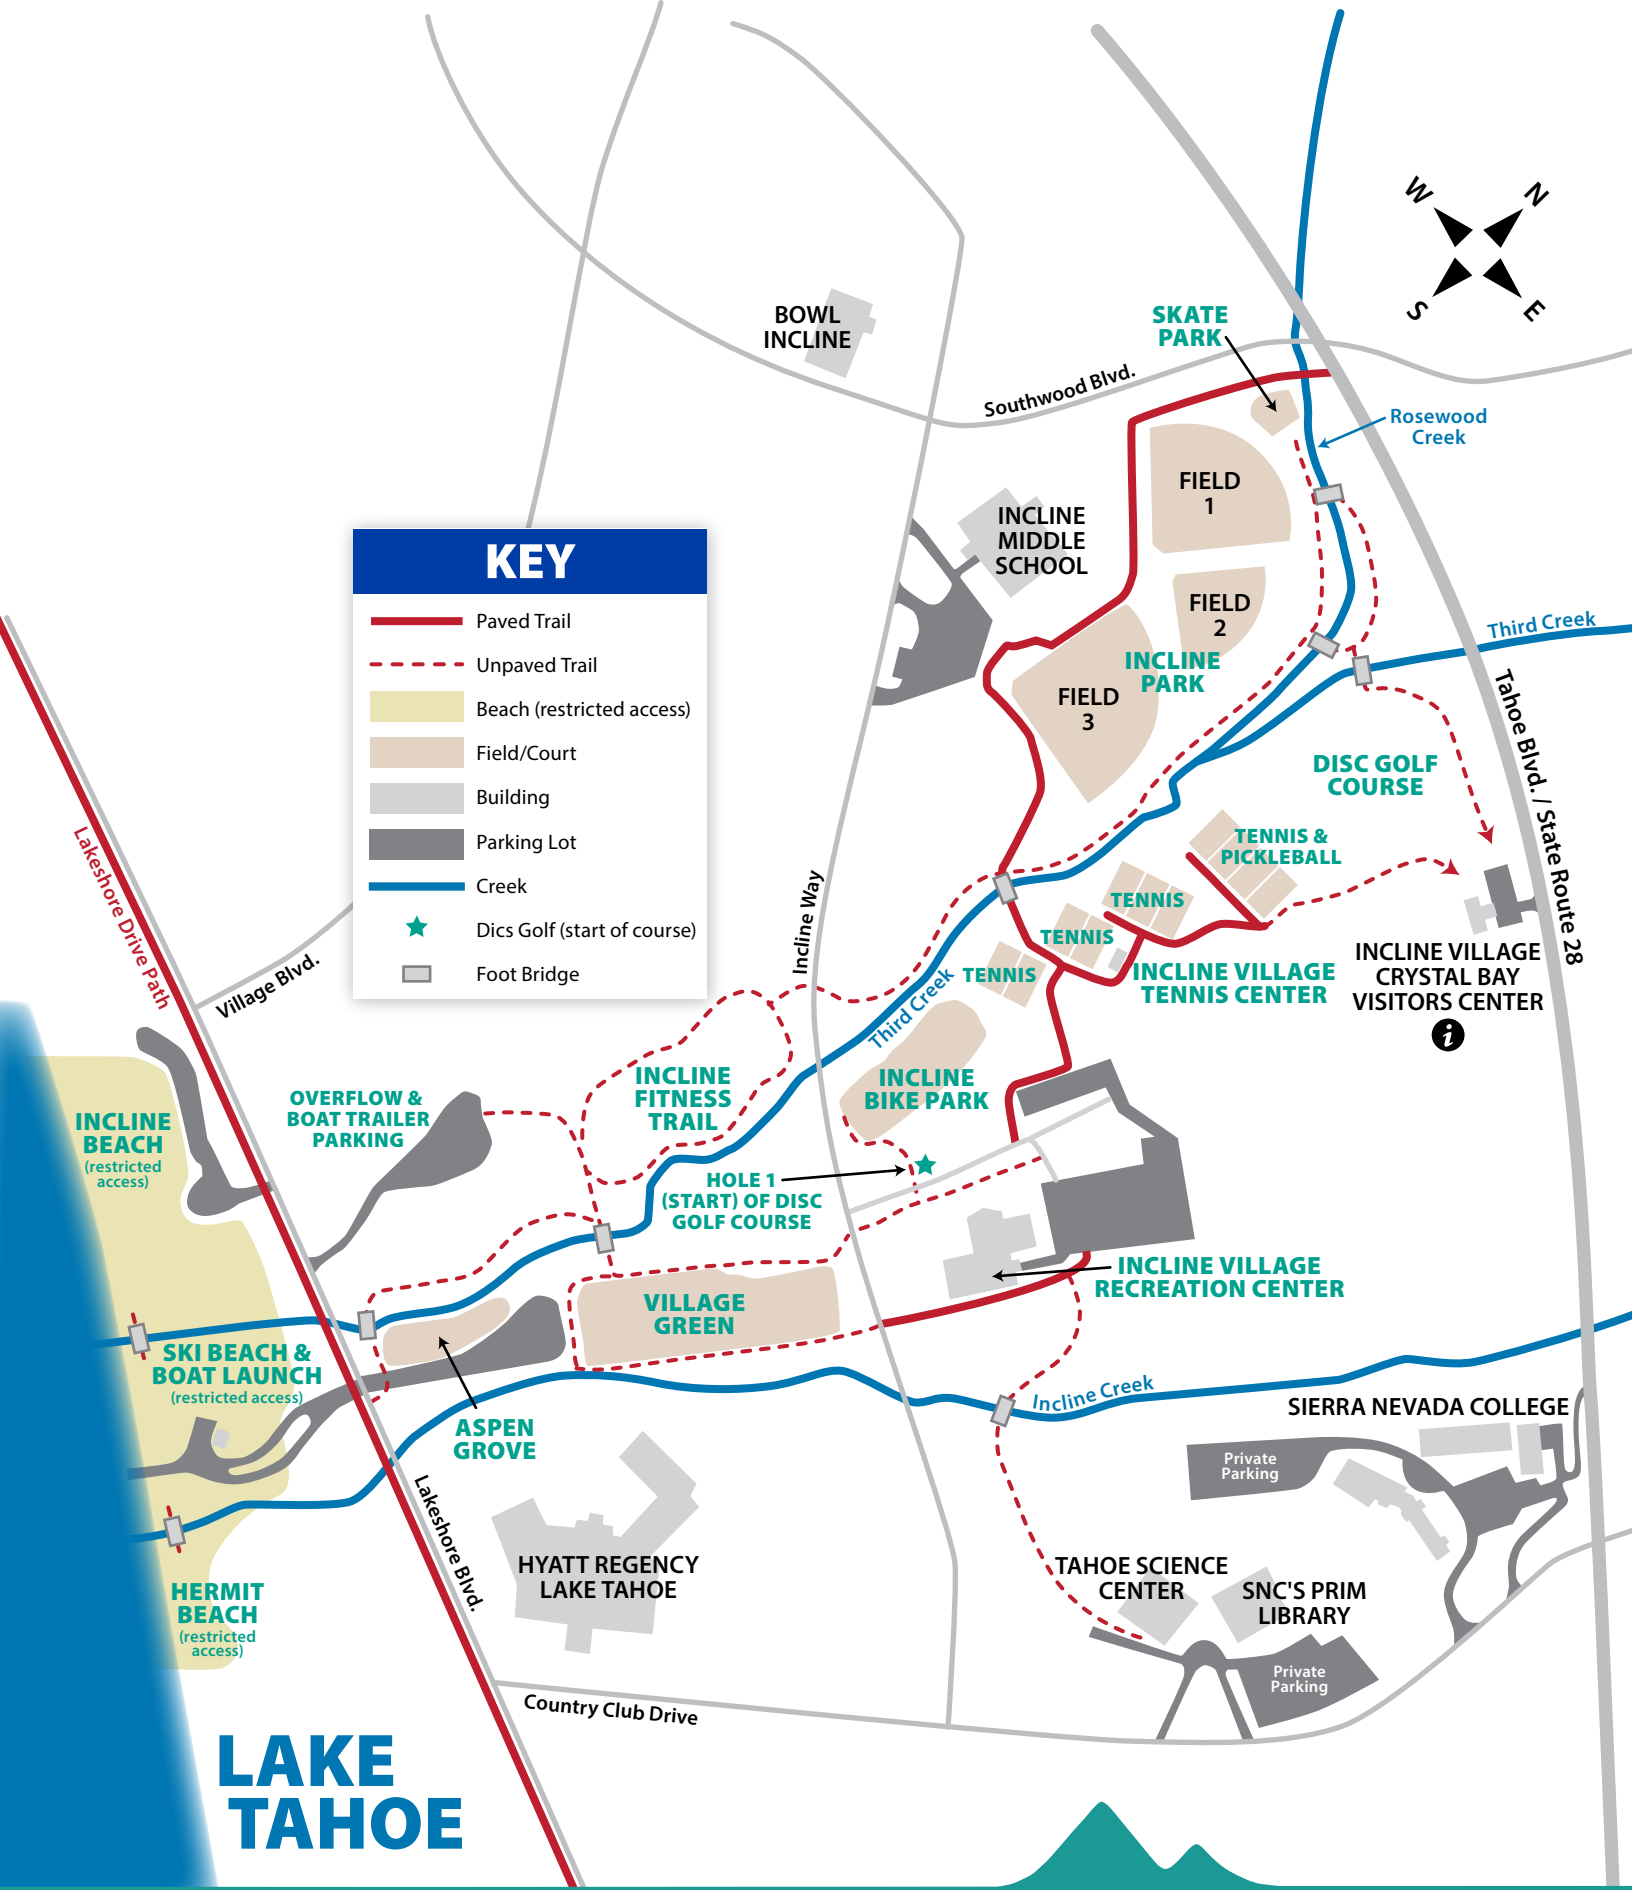 W
N
S
E
BOWL
INCLINE
SKATE
PARK
Southwood Blvd.
Rosewood
Creek
FIELD
1
INCLINE
MIDDLE
SCHOOL
FIELD
2
Third Creek
INCLINE
PARK
FIELD
3
KEY
Paved Trail
Unpaved Trail
Beach (restricted access)
Field/Court
Building
Parking Lot
Creek
Dics Golf (start of course)
Foot Bridge
Tahoe Blvd. / State Route 28
DISC GOLF
COURSE
TENNIS &
PICKLEBALL
TENNIS
TENNIS
TENNIS
Lakeshore Drive Path
Incline Way
Village Blvd.
INCLINE VILLAGE
TENNIS CENTER
INCLINE VILLAGE
CRYSTAL BAY
VISITORS CENTER
i
Third Creek
INCLINE
FITNESS
TRAIL
INCLINE
BIKE PARK
OVERFLOW &
BOAT TRAILER
PARKING
INCLINE
BEACH
(restricted
access)
HOLE 1
(START) OF DISC
GOLF COURSE
INCLINE VILLAGE
RECREATION CENTER
VILLAGE
GREEN
SKI BEACH &
BOAT LAUNCH
(restricted access)
ASPEN
GROVE
Incline Creek
SIERRA NEVADA COLLEGE
Private
Parking
Lakeshore Blvd.
HYATT REGENCY
LAKE TAHOE
TAHOE SCIENCE
CENTER
SNC'S PRIM
LIBRARY
HERMIT
BEACH
(restricted
access)
Private
Parking
Country Club Drive
LAKE
TAHOE